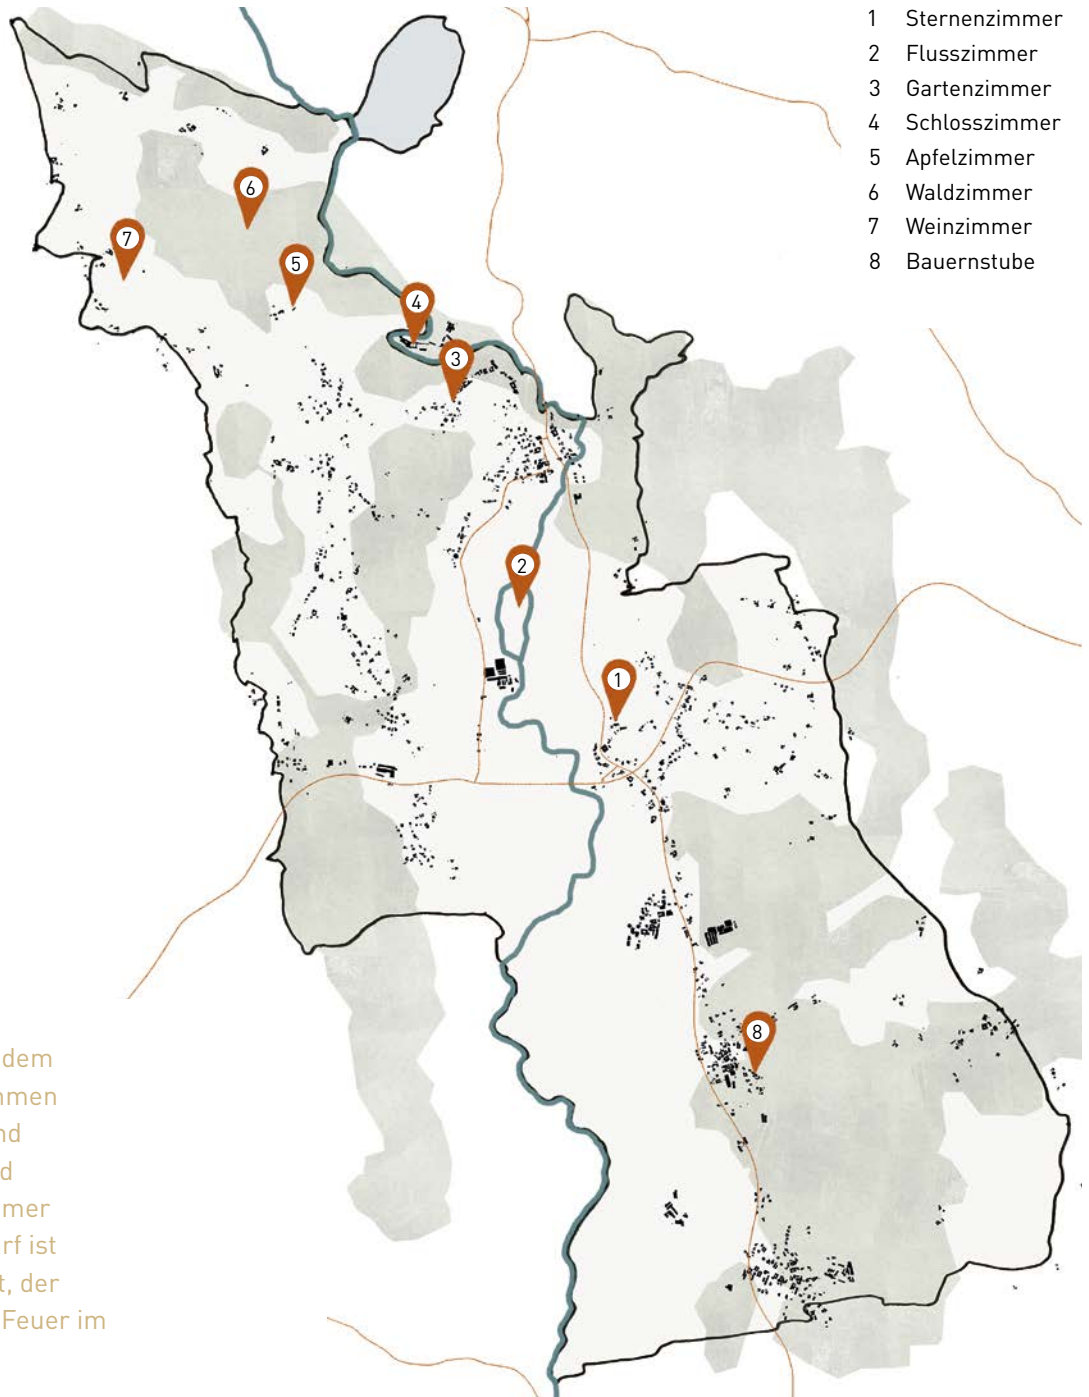 1 Sternenzimmer
2 Flusszimmer
3 Gartenzimmer
4 Schlosszimmer
5 Apfelzimmer
6 Waldzimmer
7 Weinzimmer
8 Bauernstube
6
7
5
4
3
2
1
8
dem
mmen
nd
d
mer
rf ist
t, der
Feuer im